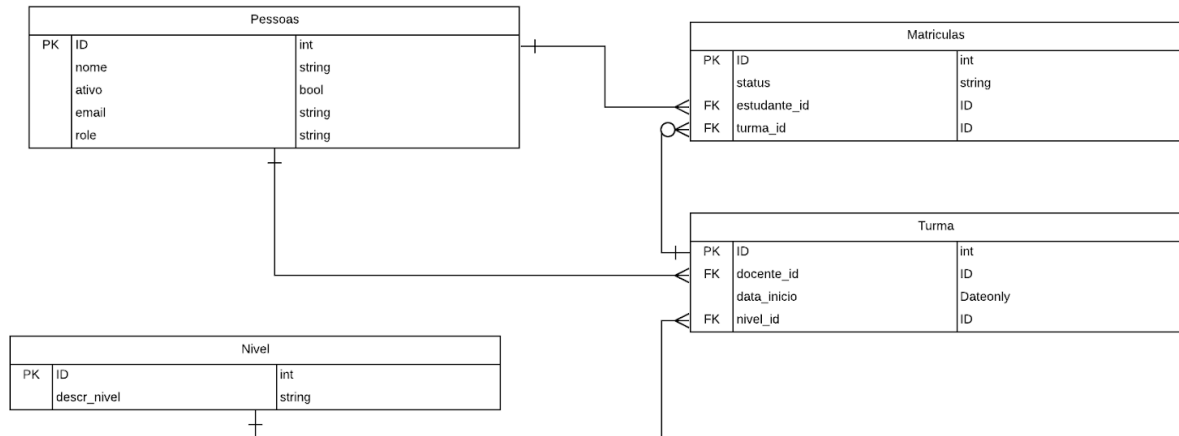 Pessoas
PK ID int
nome string
ativo bool
email string
role string
Matriculas
PK ID int
status string
FK estudante_id ID
FK turma_id ID
Turma
PK ID int
FK docente_id ID
data_inicio Dateonly
FK nivel_id ID
Nivel
PK ID int
descr_nivel string